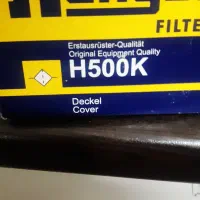 FILTE
Erstausrüster-Qualität
Original Equipment Quality
H500K
Deckel
Cover